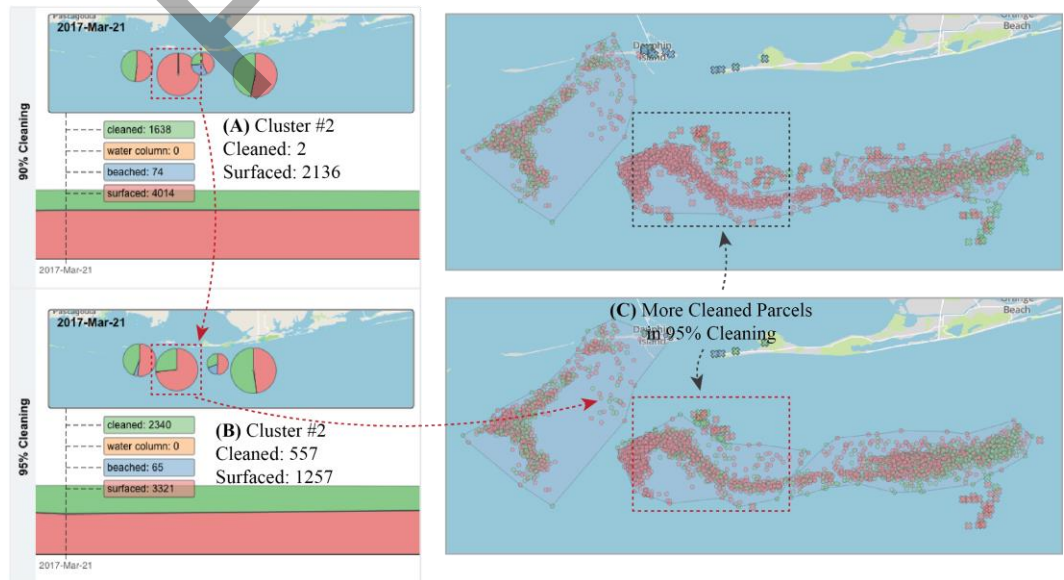 Pascagoula
2017-Mar-21
90% Cleaning
cleaned: 1638
water column: 0
beached: 74
surfaced: 4014
(A) Cluster #2
Cleaned: 2
Surfaced: 2136
2017-Mar-21
Orange
Beach
Dauphin
Island
2017-Mar-21
95% Cleaning
cleaned: 2340
water column: 0
beached: 65
surfaced: 3321
(B) Cluster #2
Cleaned: 557
Surfaced: 1257
2017-Mar-21
Beach
(C) More Cleaned Parcels
in 95% Cleaning